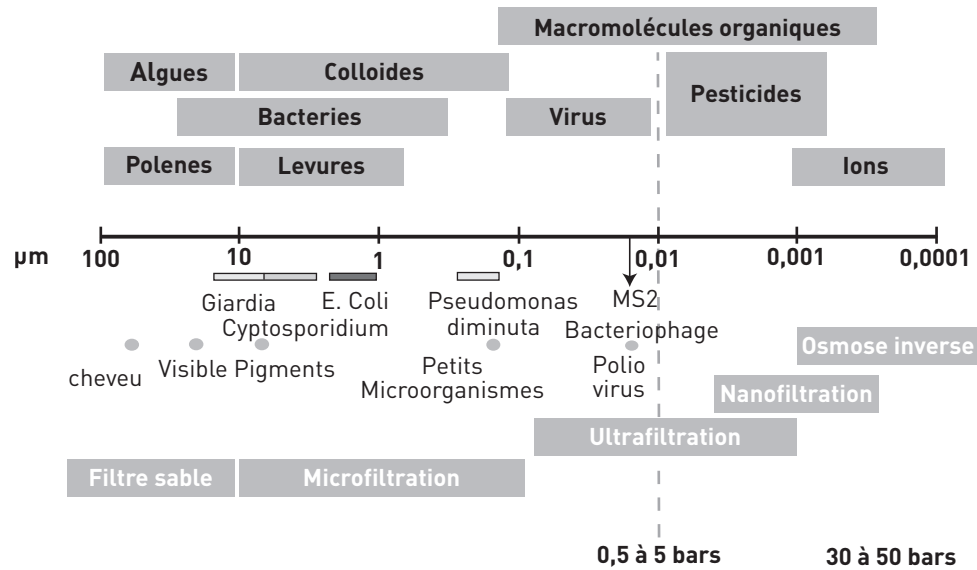 Macromolécules organiques
Algues
Colloides
Pesticides
Bacteries
Virus
Polenes
Levures
Ions
µm
100
10
1
0,1
0,01
0,001
0,0001
Giardia
E. Coli
Pseudomonas
diminuta
MS2
Cyptosporidium
Bacteriophage
Osmose inverse
cheveu
Visible Pigments
Petits
Microorganismes
Polio
virus
Nanofiltration
Ultrafiltration
Filtre sable
Microfiltration
0,5 à 5 bars
30 à 50 bars